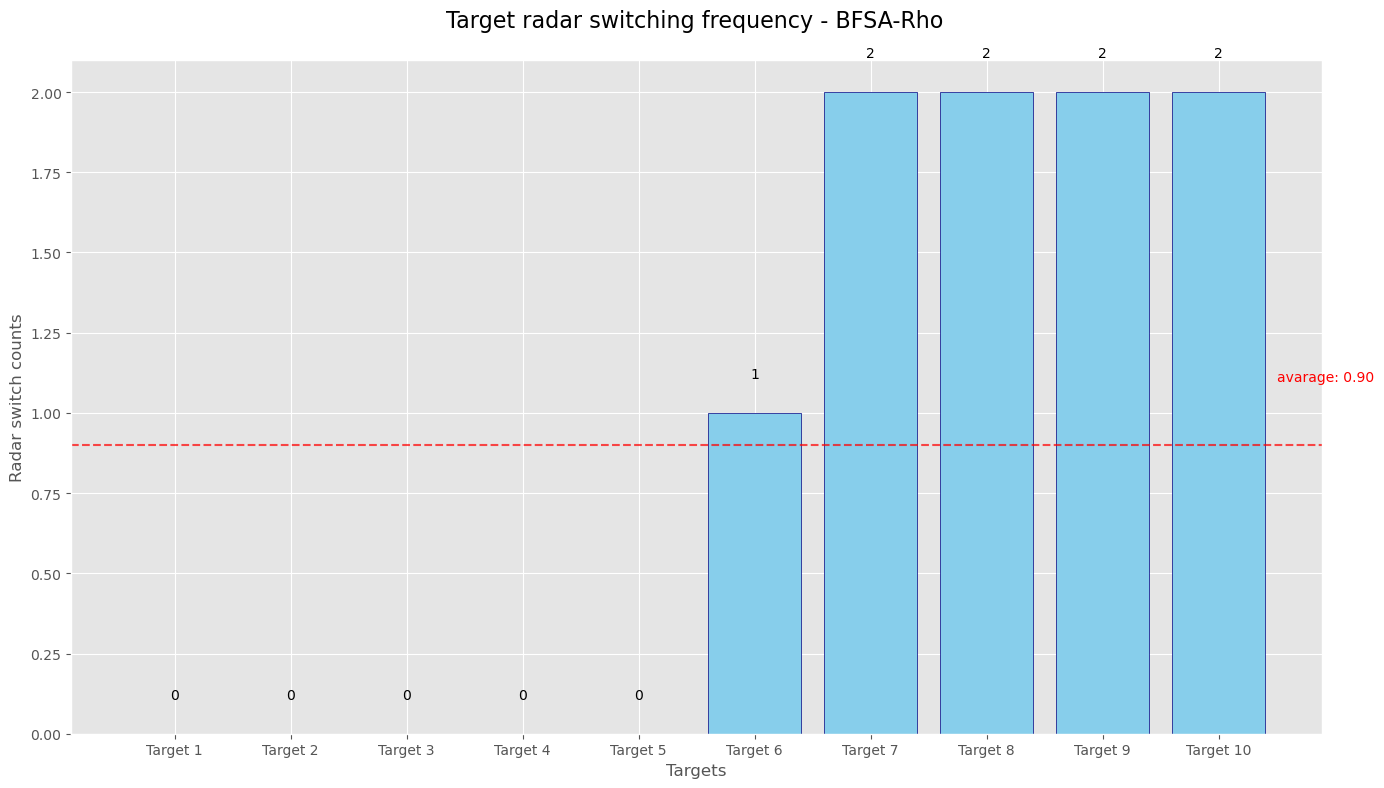 Target radar switching frequency - BFSA-Rho
2 2 2 2
2.00
1.75
1.50
1.25
1
avarage: 0.90
1.00
0.75
0.50
0.25
0 0 0 0 0
0.00
Radar switch counts
Target 1 Target 2 Target 3 Target 4 Target 5 Target 6 Target 7 Target 8 Target 9 Target 10
Targets